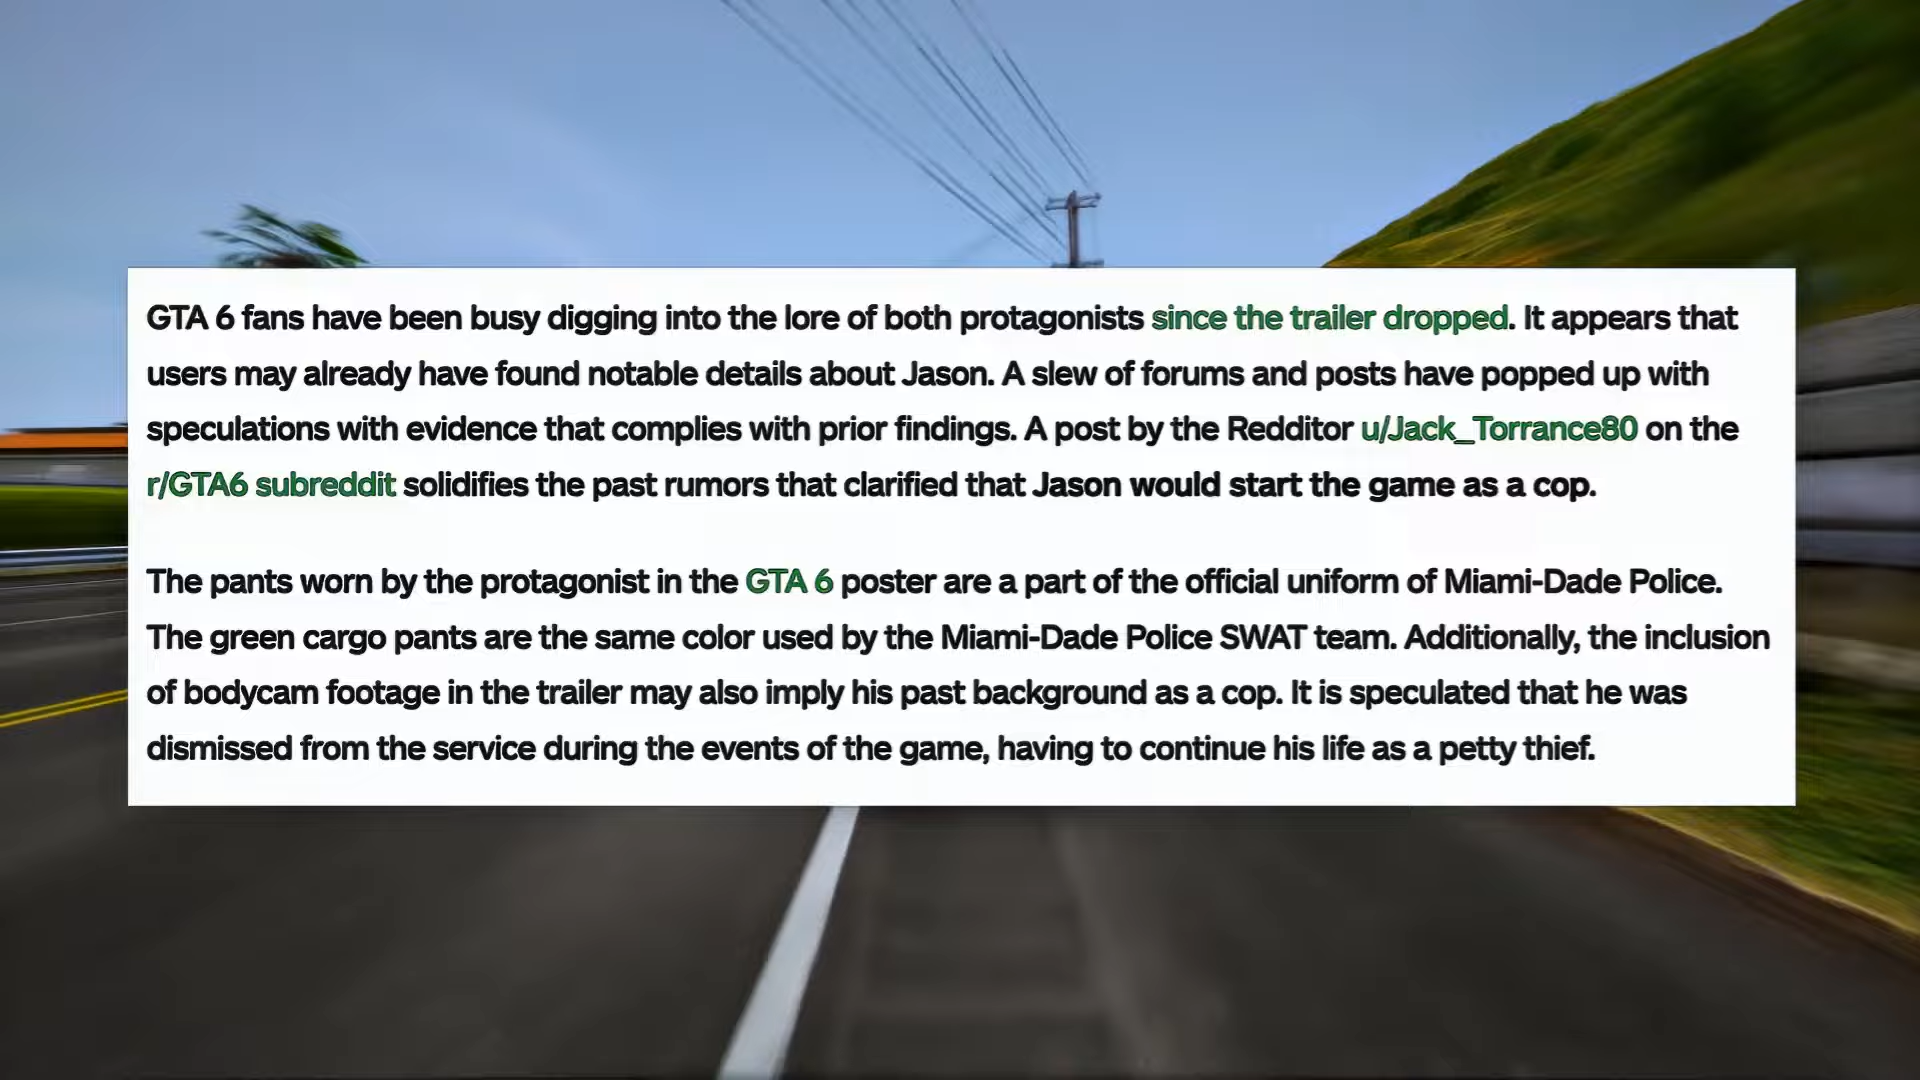 GTA 6 fans have been busy digging into the lore of both protagonists since the trailer dropped. It appears that
users may already have found notable details about Jason. A slew of forums and posts have popped up with
speculations with evidence that complies with prior findings. A post by the Redditor u/Jack_Torrance80 on the
r/GTA6 subreddit solidifies the past rumors that clarified that Jason would start the game as a cop.
The pants worn by the protagonist in the GTA 6 poster are a part of the official uniform of Miami-Dade Police.
The green cargo pants are the same color used by the Miami-Dade Police SWAT team. Additionally, the inclusion
of bodycam footage in the trailer may also imply his past background as a cop. It is speculated that he was
dismissed from the service during the events of the game, having to continue his life as a petty thief.